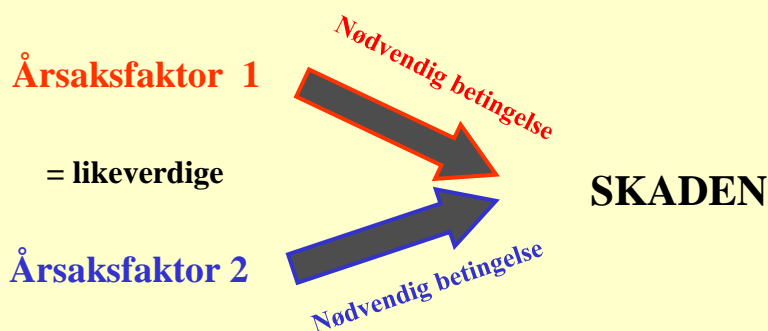 Nødvendig betingelse
Årsaksfaktor 1
= likeverdige
SKADEN
Årsaksfaktor 2
Nødvendig betingelse